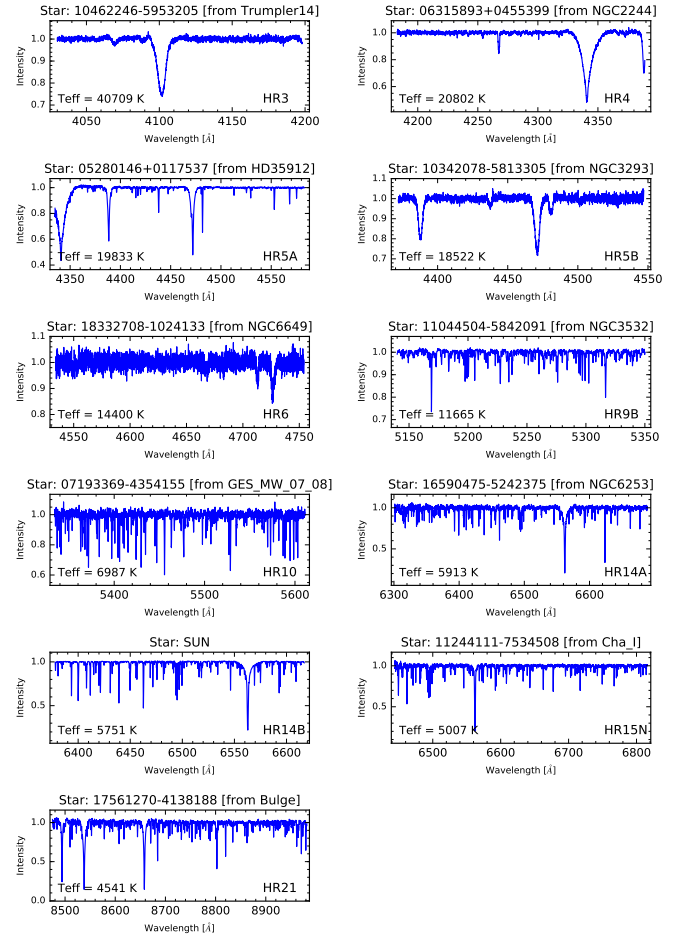 Star: 10462246-5953205 [from Trumpler14]
Intensity
1.0
0.9
0.8
0.7
Teff = 40709 K
HR3
4050
4100
4150
4200
Wavelength [Å]
Star: 06315893+0455399 [from NGC2244]
Intensity
1.0
0.8
0.6
Teff = 20802 K
HR4
4200
4250
4300
4350
Wavelength [Å]
Star: 05280146+0117537 [from HD35912]
Intensity
1.0
0.8
0.6
0.4
Teff = 19833 K
HR5A
4350
4400
4450
4500
4550
Wavelength [Å]
Star: 10342078-5813305 [from NGC3293]
Intensity
1.1
1.0
0.9
0.8
0.7
Teff = 18522 K
HR5B
4400
4450
4500
4550
Wavelength [Å]
Star: 18332708-1024133 [from NGC6649]
Intensity
1.1
1.0
0.9
0.8
Teff = 14400 K
HR6
4550
4600
4650
4700
4750
Wavelength [Å]
Star: 11044504-5842091 [from NGC3532]
Intensity
1.0
0.9
0.8
0.7
Teff = 11665 K
HR9B
5150
5200
5250
5300
5350
Wavelength [Å]
Star: 07193369-4354155 [from GES_MW_07_08]
Intensity
1.0
0.8
0.6
Teff = 6987 K
HR10
5400
5500
5600
Wavelength [Å]
Star: 16590475-5242375 [from NGC6253]
Intensity
1.0
0.5
Teff = 5913 K
HR14A
6300
6400
6500
6600
Wavelength [Å]
Star: SUN
Intensity
1.0
0.5
Teff = 5751 K
HR14B
6400
6450
6500
6550
6600
Wavelength [Å]
Star: 11244111-7534508 [from Cha_I]
Intensity
1.0
0.5
Teff = 5007 K
HR15N
6500
6600
6700
6800
Wavelength [Å]
Star: 17561270-4138188 [from Bulge]
Intensity
1.0
0.5
0.0
Teff = 4541 K
HR21
8500
8600
8700
8800
8900
Wavelength [Å]